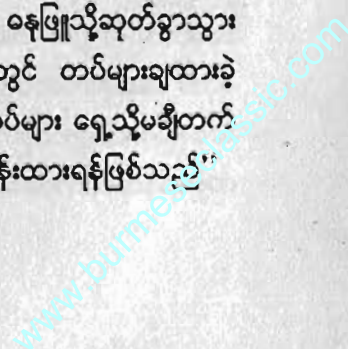 ဓနုဖြူသို့ဆုတ်ခွာသွား
တွင် တပ်များချထားခဲ့
ပ်များ ရှေ့သို့မချီတက်
န်းထားရန်ဖြစ်သည်"
www.burmeseclassic.com